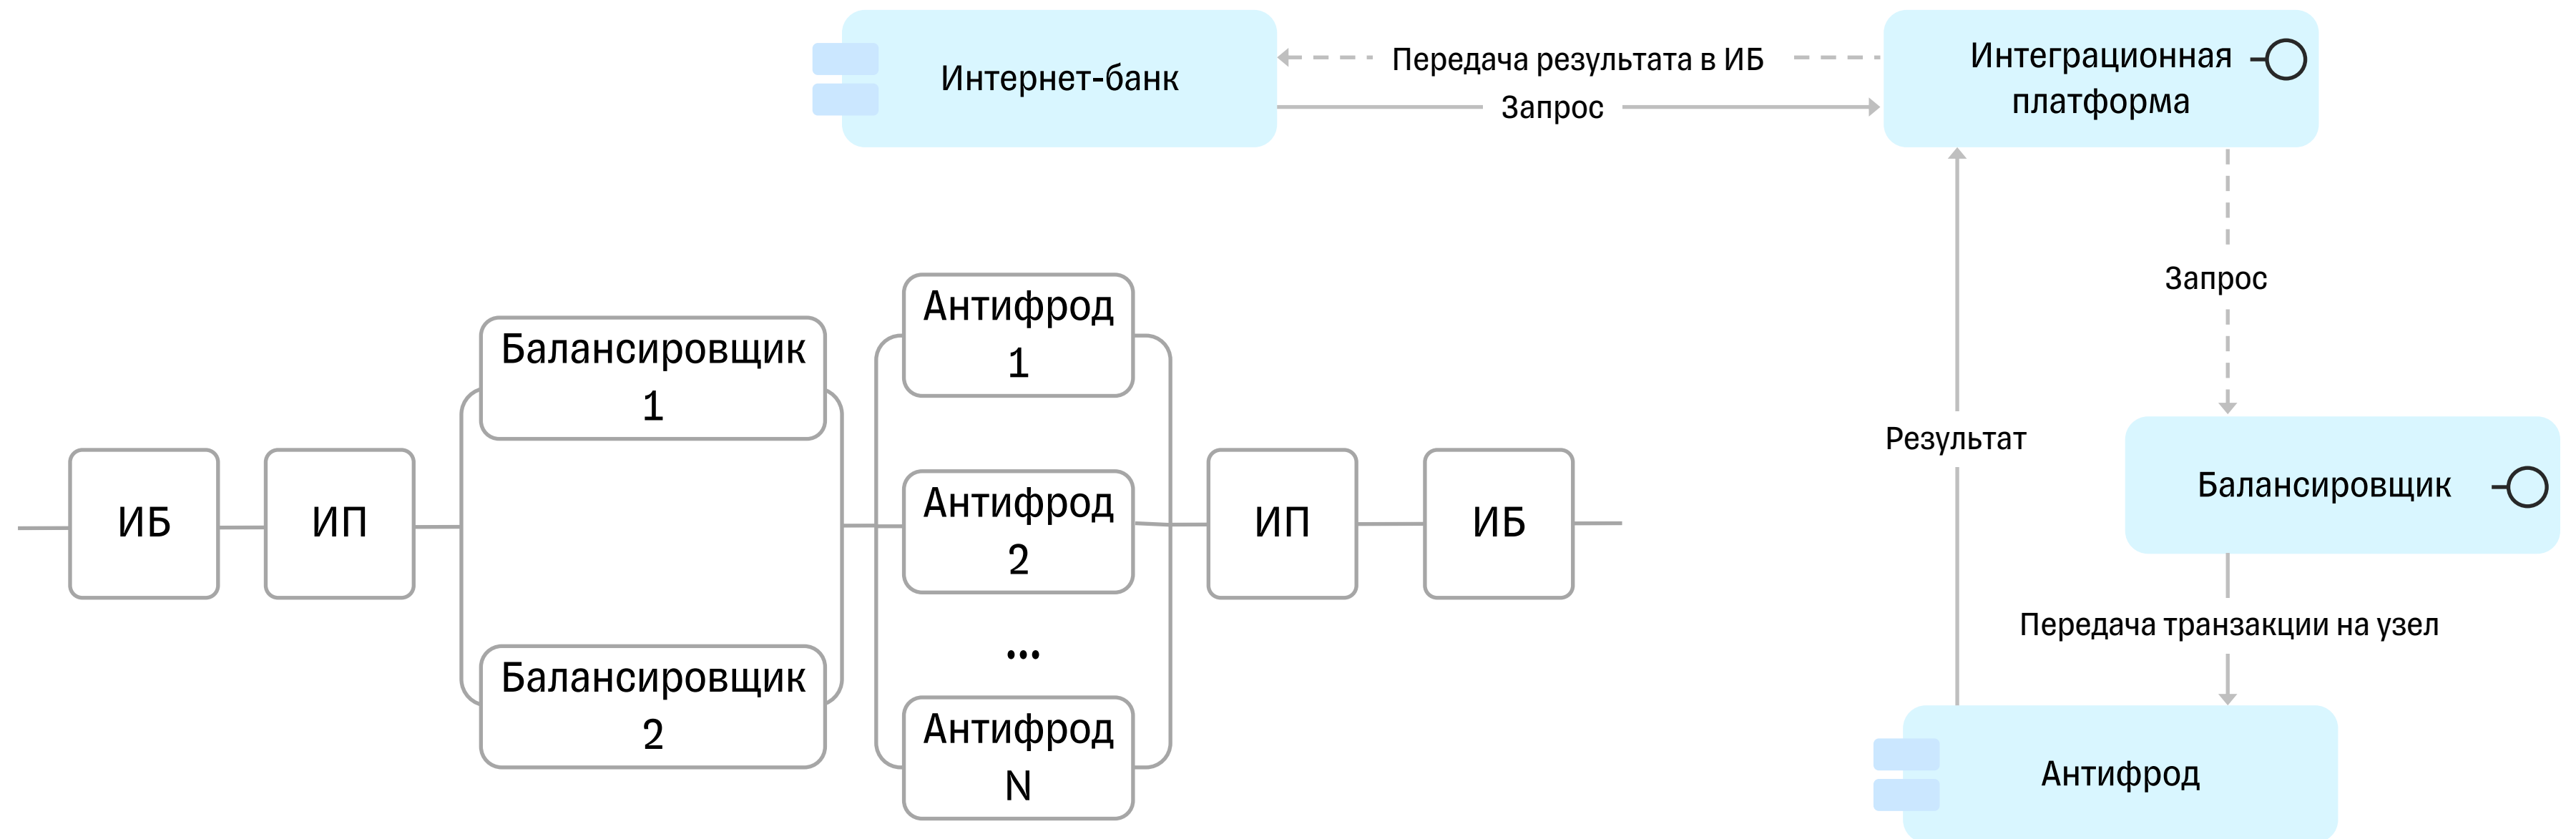 Интернет-банк
Передача результата в ИБ
Запрос
Интеграционная
платформа
Запрос
Результат
Балансировщик
Передача транзакции на узел
Антифрод
ИБ
ИП
Балансировщик
1
Балансировщик
2
Антифрод
1
Антифрод
2
...
Антифрод
N
ИП
ИБ